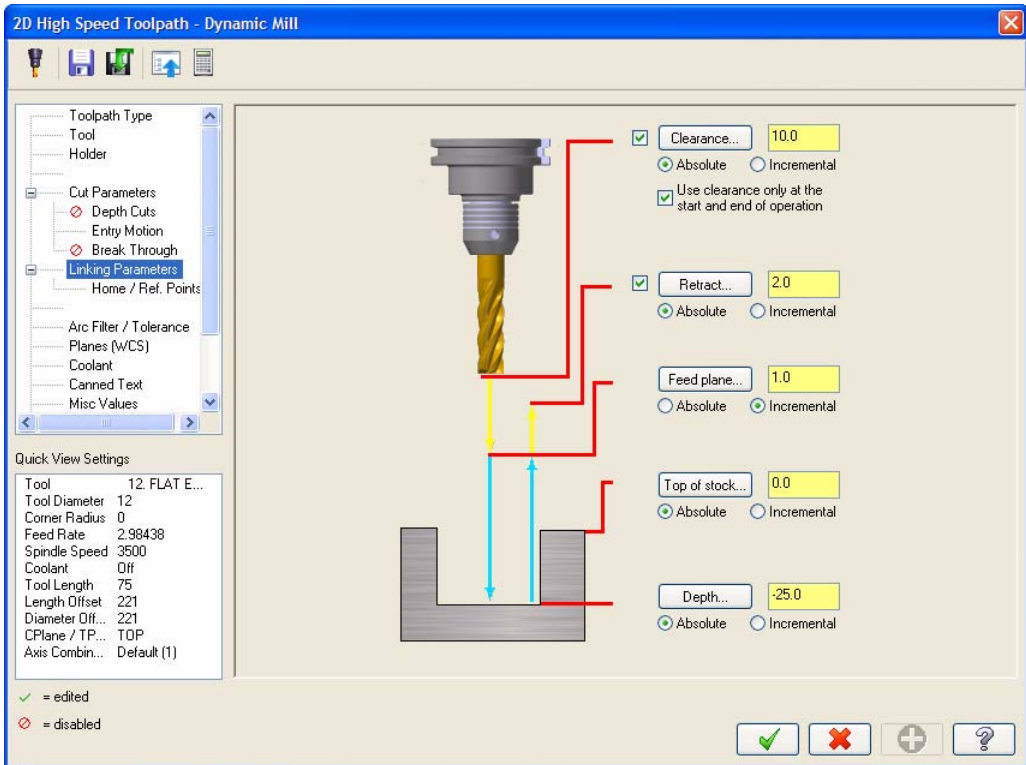 2D High Speed Toolpath - Dynamic Mill
Toolpath Type
Tool
Holder
Cut Parameters
Depth Cuts
Entry Motion
Break Through
Linking Parameters
Home / Ref. Points
Arc Filter / Tolerance
Planes (WCS)
Coolant
Canned Text
Misc Values
Quick View Settings
Tool 12. FLAT E...
Tool Diameter 12
Corner Radius 0
Feed Rate 2.98438
Spindle Speed 3500
Coolant Off
Tool Length 75
Length Offset 221
Diameter Off... 221
CPlane / TP... TOP
Axis Combin... Default (1)
= edited
= disabled
Clearance... 10.0
Absolute Incremental
Use clearance only at the
start and end of operation
Retract... 2.0
Absolute Incremental
Feed plane... 1.0
Absolute Incremental
Top of stock... 0.0
Absolute Incremental
Depth... -25.0
Absolute Incremental